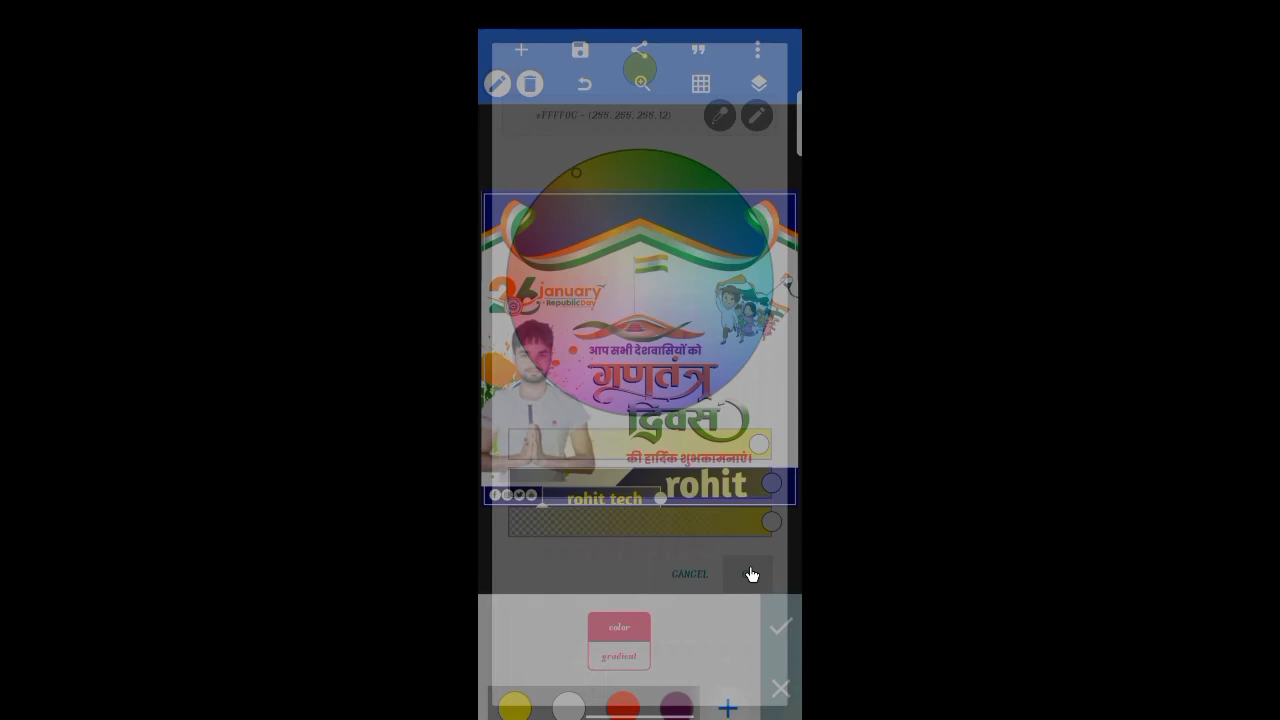 #FFFF0C - (255, 255, 255, 12)
26 january
Republic Day
आप सभी देशवासियों को
गणतंत्र
दिवस
की हार्दिक शुभकामनाएं।
rohit
rohit tech
CANCEL
color
gradient